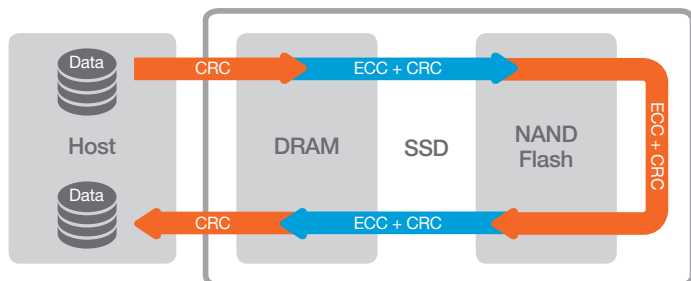 Data
CRC
ECC + CRC
Host
DRAM
SSD
NAND
Flash
ECC + CRC
Data
CRC
ECC + CRC